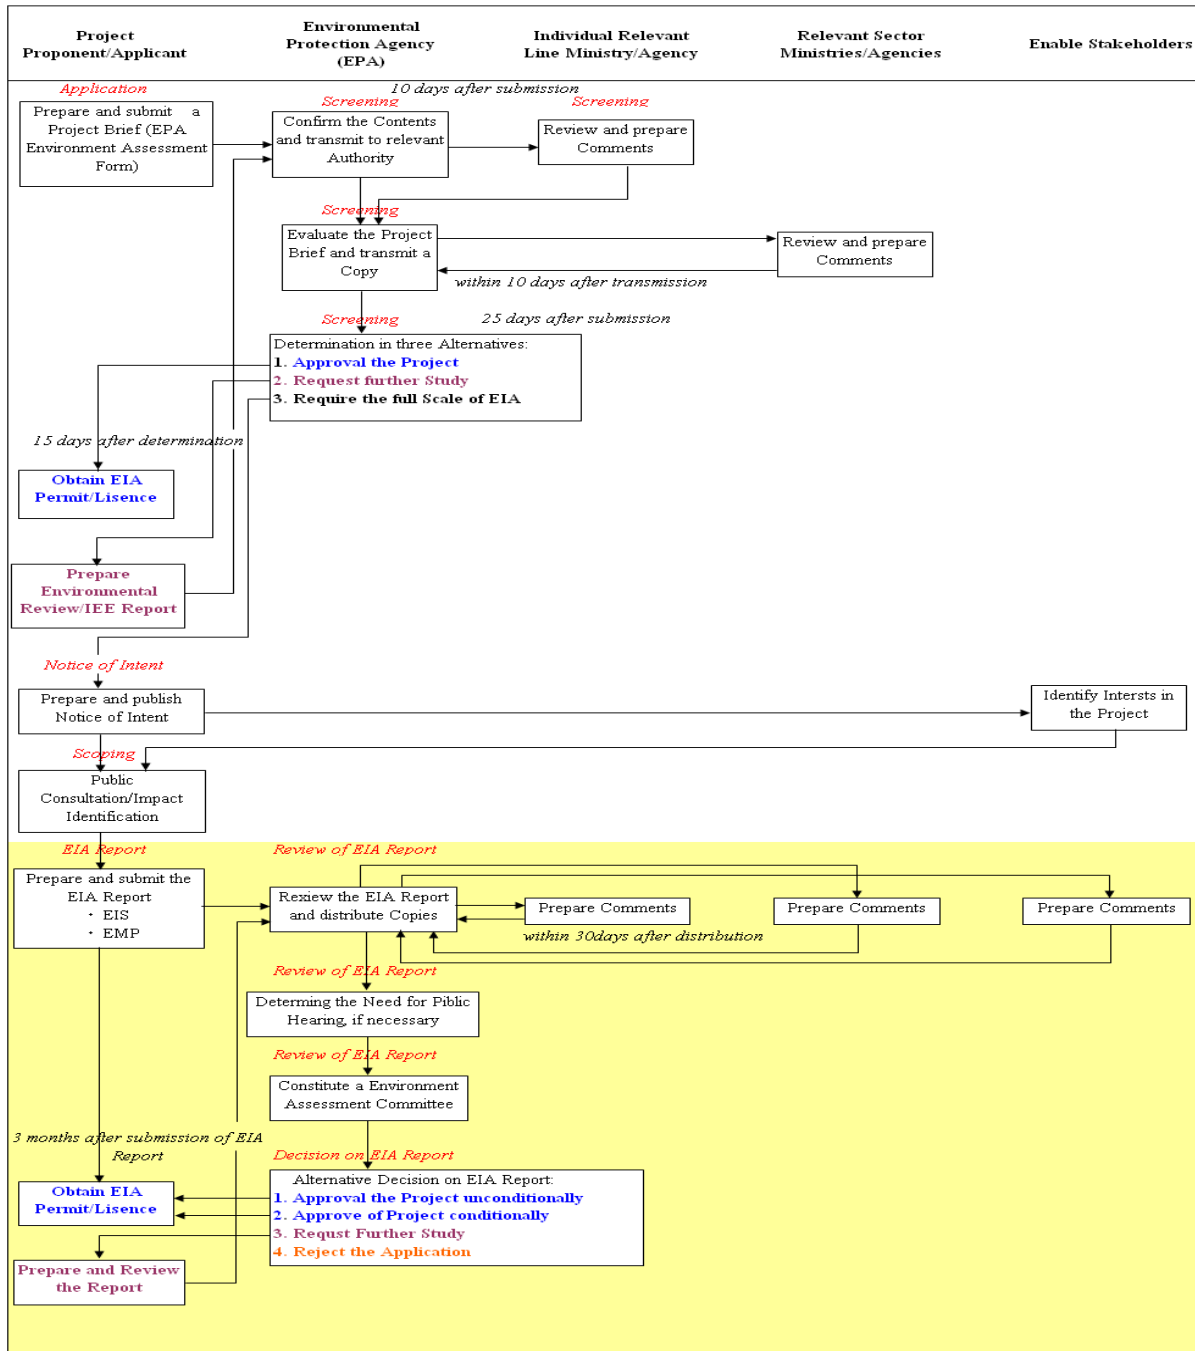 Project
Proponent/Applicant
Environmental
Protection Agency
(EPA)
Individual Relevant
Line Ministry/Agency
Relevant Sector
Ministries/Agencies
Enable Stakeholders
Application
10 days after submission
Screening
Screening
Prepare and submit a
Project Brief (EPA
Environment Assessment
Form)
Confirm the Contents
and transmit to relevant
Authority
Review and prepare
Comments
Screening
Evaluate the Project
Brief and transmit a
Copy
Review and prepare
Comments
within 10 days after transmission
Screening
25 days after submission
Determination in three Alternatives:
1. Approval the Project
2. Request further Study
3. Require the full Scale of EIA
15 days after determination
Obtain EIA
Permit/Lisence
Prepare
Environmental
Review/IEE Report
Notice of Intent
Prepare and publish
Notice of Intent
Identify Intersts in
the Project
Scoping
Public
Consultation/Impact
Identification
EIA Report
Review of EIA Report
Prepare and submit the
EIA Report
· EIS
· EMP
Rexiew the EIA Report
and distribute Copies
Prepare Comments
Prepare Comments
Prepare Comments
within 30days after distribution
Review of EIA Report
Determing the Need for Piblic
Hearing, if necessary
Review of EIA Report
Constitute a Environment
Assessment Committee
3 months after submission of EIA
Report
Decision on EIA Report
Obtain EIA
Permit/Lisence
Alternative Decision on EIA Report:
1. Approval the Project unconditionally
2. Approve of Project conditionally
3. Requst Further Study
4. Reject the Application
Prepare and Review
the Report